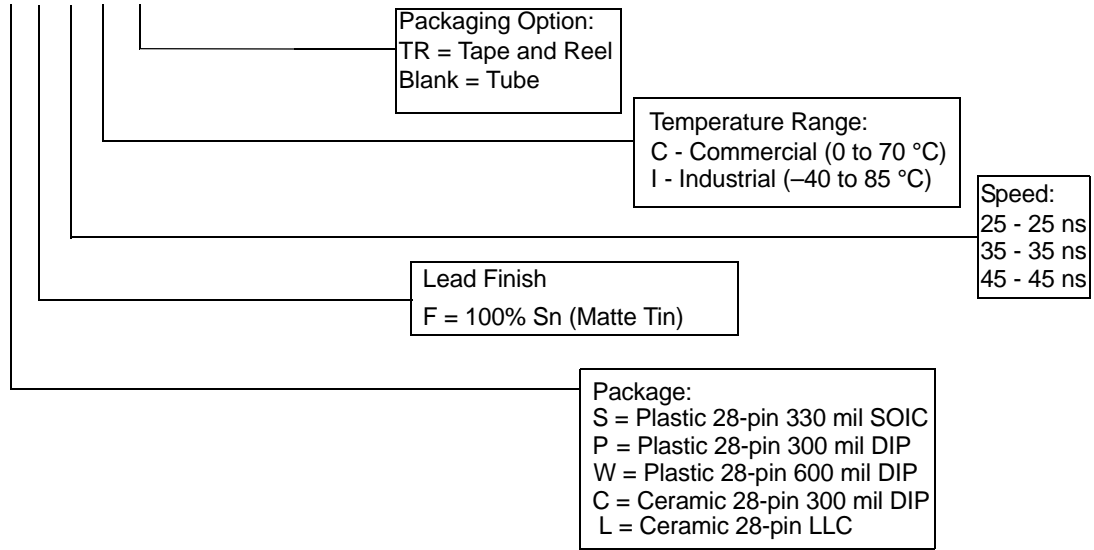 Packaging Option:
TR = Tape and Reel
Blank = Tube
Temperature Range:
C - Commercial (0 to 70 °C)
I - Industrial (–40 to 85 °C)
Speed:
25 - 25 ns
35 - 35 ns
45 - 45 ns
Lead Finish
F = 100% Sn (Matte Tin)
Package:
S = Plastic 28-pin 330 mil SOIC
P = Plastic 28-pin 300 mil DIP
W = Plastic 28-pin 600 mil DIP
C = Ceramic 28-pin 300 mil DIP
L = Ceramic 28-pin LLC